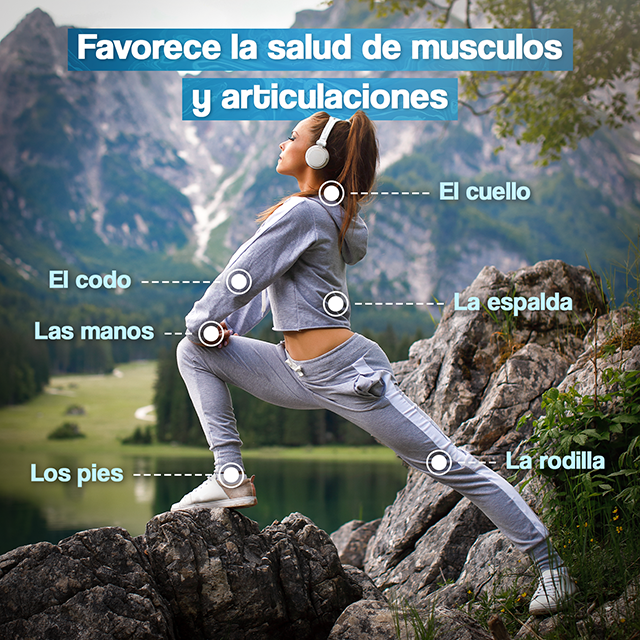 Favorece la salud de musculos
y articulaciones
El cuello
El codo
La espalda
Las manos
La rodilla
Los pies